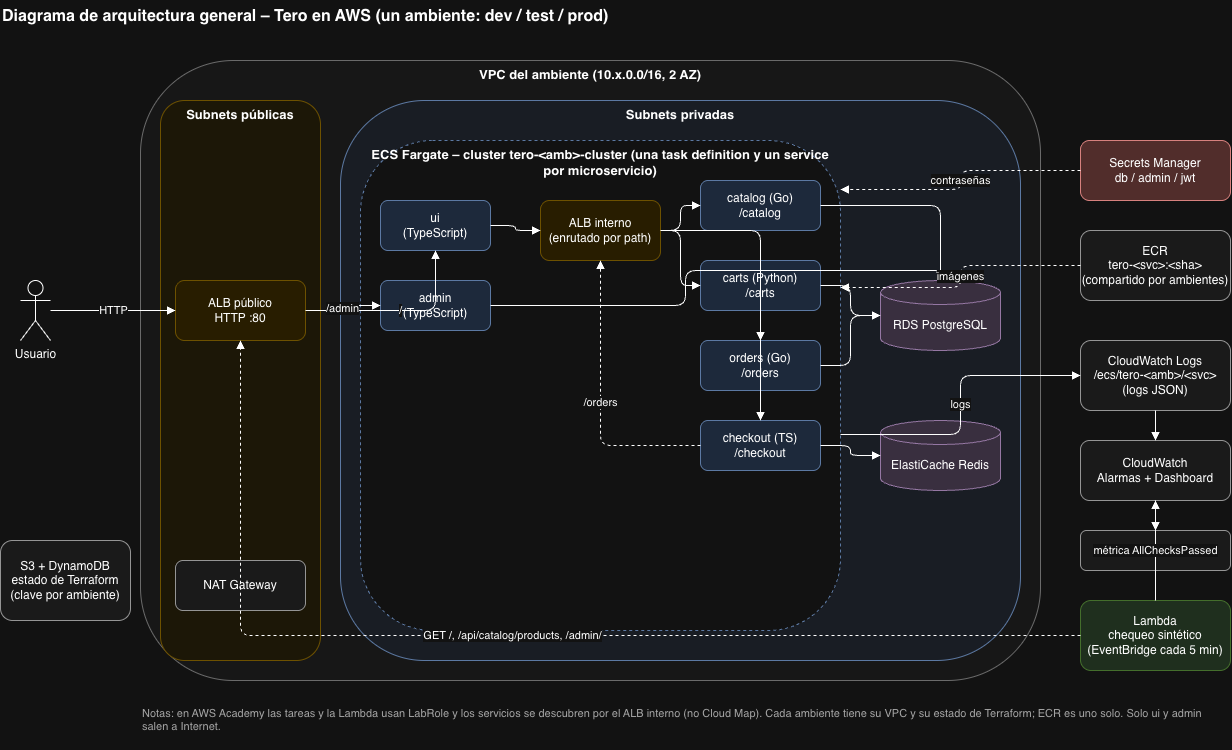 Diagrama de arquitectura general – Tero en AWS (un ambiente: dev / test / prod)
VPC del ambiente (10.x.0.0/16, 2 AZ)
Subnets públicas
Subnets privadas
ECS Fargate – cluster tero-<amb>-cluster (una task definition y un service
por microservicio)
Secrets Manager
db / admin / jwt
contraseñas
catalog (Go)
/catalog
ui
(TypeScript)
ALB interno
(enrutado por path)
ECR
tero-<svc>:<sha>
(compartido por ambientes)
imágenes
carts (Python)
/carts
admin
(TypeScript)
ALB público
HTTP :80
HTTP
/admin
Usuario
RDS PostgreSQL
orders (Go)
/orders
CloudWatch Logs
/ecs/tero-<amb>/<svc>
(logs JSON)
/orders
logs
checkout (TS)
/checkout
ElastiCache Redis
CloudWatch
Alarmas + Dashboard
métrica AllChecksPassed
S3 + DynamoDB
estado de Terraform
(clave por ambiente)
NAT Gateway
GET /, /api/catalog/products, /admin/
Lambda
chequeo sintético
(EventBridge cada 5 min)
Notas: en AWS Academy las tareas y la Lambda usan LabRole y los servicios se descubren por el ALB interno (no Cloud Map). Cada ambiente tiene su VPC y su estado de Terraform; ECR es uno solo. Solo ui y admin
salen a Internet.